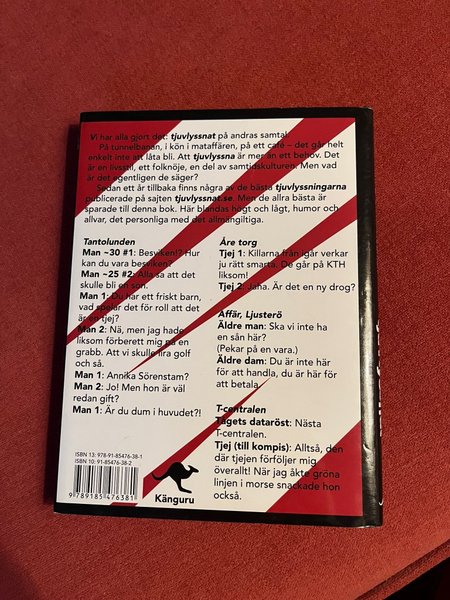 Vi har alla gjort det: tjuvlyssnat på andras samtal.
På tunnelbanan, i kön i mataffären, på ett café – det går helt
enkelt inte att låta bli. Att tjuvlyssna är mer än ett behov. Det
är en livsstil, ett folknöje, en del av samtidskulturen. Men vad
är det egentligen de säger?
Sedan ett år tillbaka finns några av de bästa tjuvlyssningarna
publicerade på sajten tjuvlyssnat.se. Men de allra bästa är
sparade till denna bok. Här blandas högt och lågt, humor och
allvar, det personliga med det allmängiltiga.
Tantolunden
Man ~30 #1: Besviken!? Hur
kan du vara besviken?
Man ~25 #2: Alla sa att det
skulle bli en son.
Man 1: Du har ett friskt barn,
vad spelar det för roll att det
är en tjej?
Man 2: Nä, men jag hade
liksom förberett mig på en
grabb. Att vi skulle lira golf
och så.
Man 1: Annika Sörenstam?
Man 2: Jo! Men hon är väl
redan gift?
Man 1: Är du dum i huvudet?!
Åre torg
Tjej 1: Killarna från igår verkar
ju rätt smarta. De går på KTH
liksom!
Tjej 2: Jaha. Är det en ny drog?
Affär, Ljusterö
Äldre man: Ska vi inte ha
en sån här?
(Pekar på en vara.)
Äldre dam: Du är inte här
för att handla, du är här för
att betala.
T-centralen
Tågets dataröst: Nästa
T-centralen.
Tjej (till kompis): Alltså, den
där tjejen förföljer mig
överallt! När jag åkte gröna
linjen i morse snackade hon
också.
ISBN 13: 978-91-85476-38-1
ISBN 10: 91-85476-38-2
9789185476381
Känguru